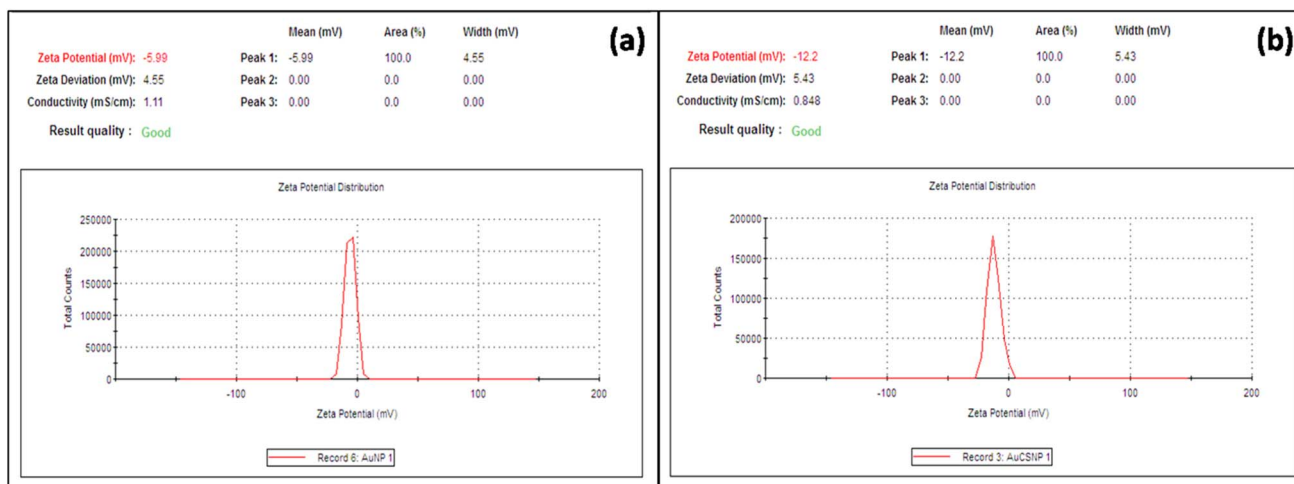 Mean (mV) Area (%) Width (mV) (a)
Zeta Potential (mV): -5.99 Peak 1: -5.99 100.0 4.55
Zeta Deviation (mV): 4.55 Peak 2: 0.00 0.0 0.00
Conductivity (mS/cm): 1.11 Peak 3: 0.00 0.0 0.00
Result quality : Good
Zeta Potential Distribution
250000
200000
150000
100000
50000
0
Total Counts
-100 0 100 200
Zeta Potential (mV)
Record 6: AuNP 1
Mean (mV) Area (%) Width (mV) (b)
Zeta Potential (mV): -12.2 Peak 1: -12.2 100.0 5.43
Zeta Deviation (mV): 5.43 Peak 2: 0.00 0.0 0.00
Conductivity (mS/cm): 0.848 Peak 3: 0.00 0.0 0.00
Result quality : Good
Zeta Potential Distribution
200000
150000
100000
50000
0
Total Counts
-100 0 100 200
Zeta Potential (mV)
Record 3: AuCSNP 1